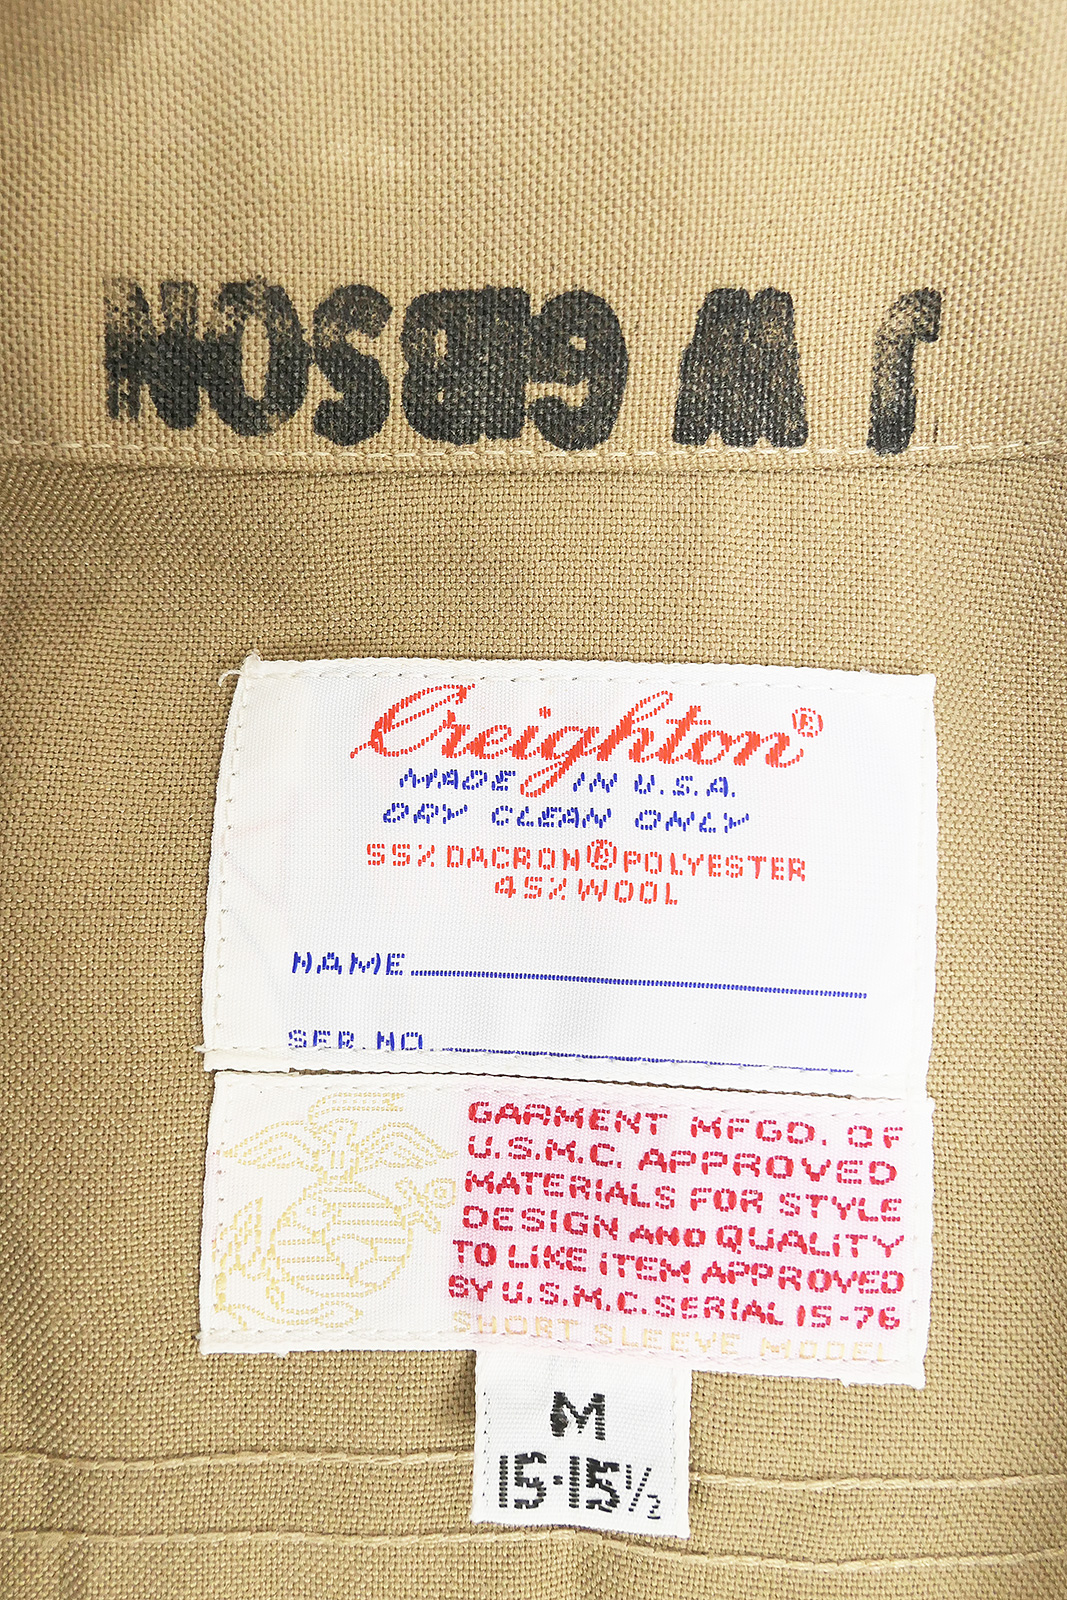 J W GIBSON
Creighton®
MADE IN U.S.A.
DRY CLEAN ONLY
55% DACRON® POLYESTER
45% WOOL
NAME
SER. NO
GARMENT MFGD. OF
U.S.M.C. APPROVED
MATERIALS FOR STYLE
DESIGN AND QUALITY
TO LIKE ITEM APPROVED
BY U.S.M.C. SERIAL 15-76
SHORT SLEEVE MODEL
M
15-15½